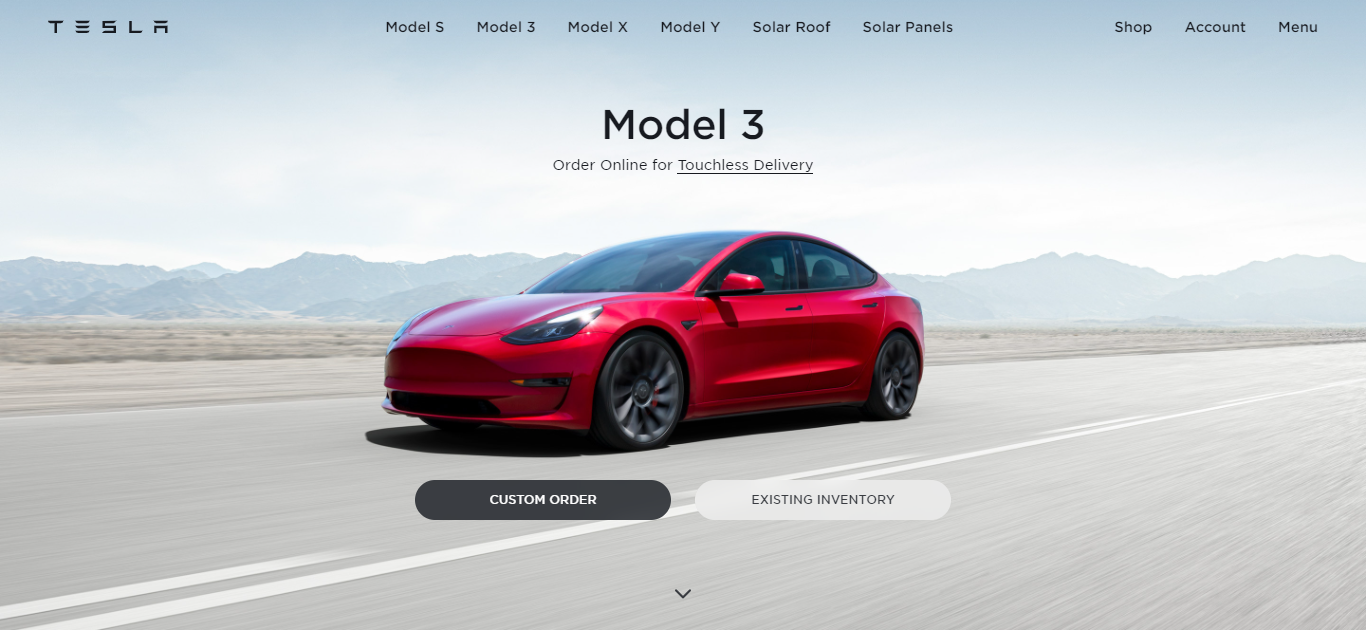 TESLA Model S Model 3 Model X Model Y Solar Roof Solar Panels Shop Account Menu
Model 3
Order Online for Touchless Delivery
CUSTOM ORDER EXISTING INVENTORY